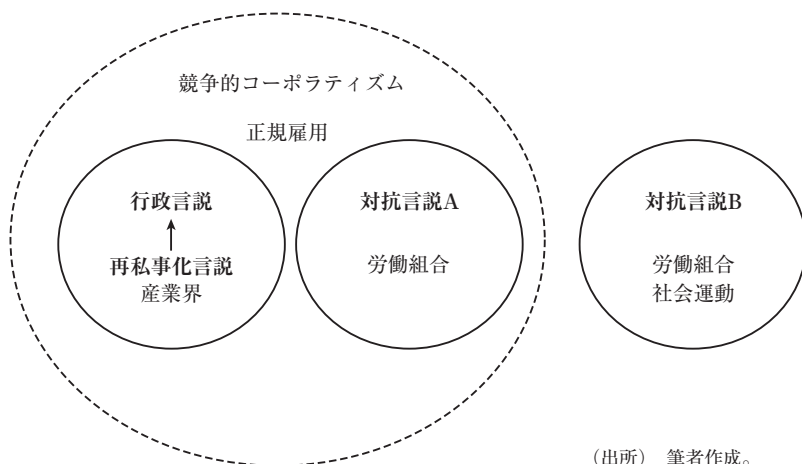 競争的コーポラティズム
正規雇用
行政言説
再私事化言説
産業界
対抗言説A
労働組合
対抗言説B
労働組合
社会運動
（出所） 筆者作成。